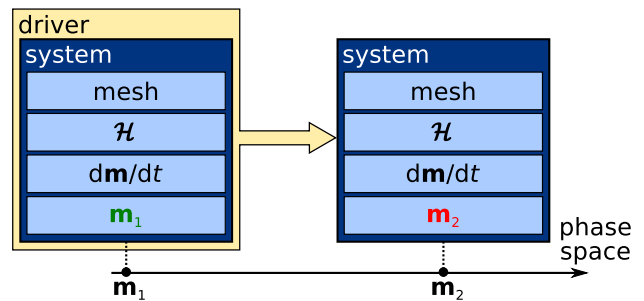 driver
system
mesh
ℋ
dm/dt
m₁
system
mesh
ℋ
dm/dt
m₂
phase
space
m₁
m₂